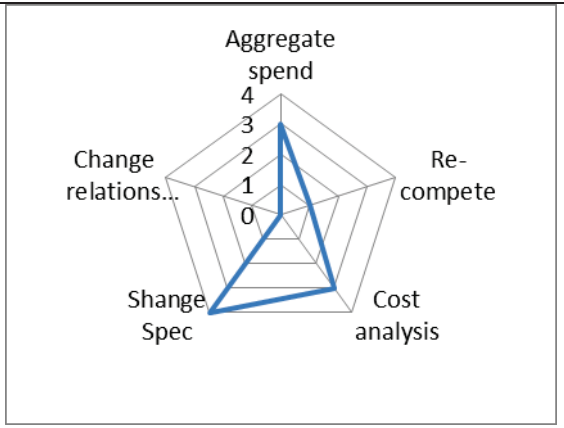 Aggregate
spend
4
3
2
1
0
Re-
compete
Cost
analysis
Shange
Spec
Change
relations...